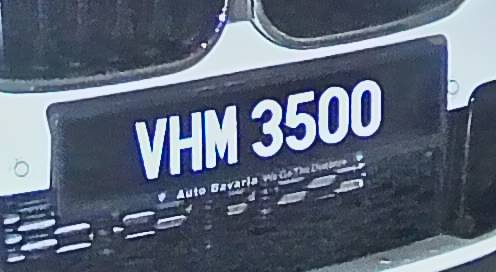 VHM 3500
Auto Bavaria We Go The Distance